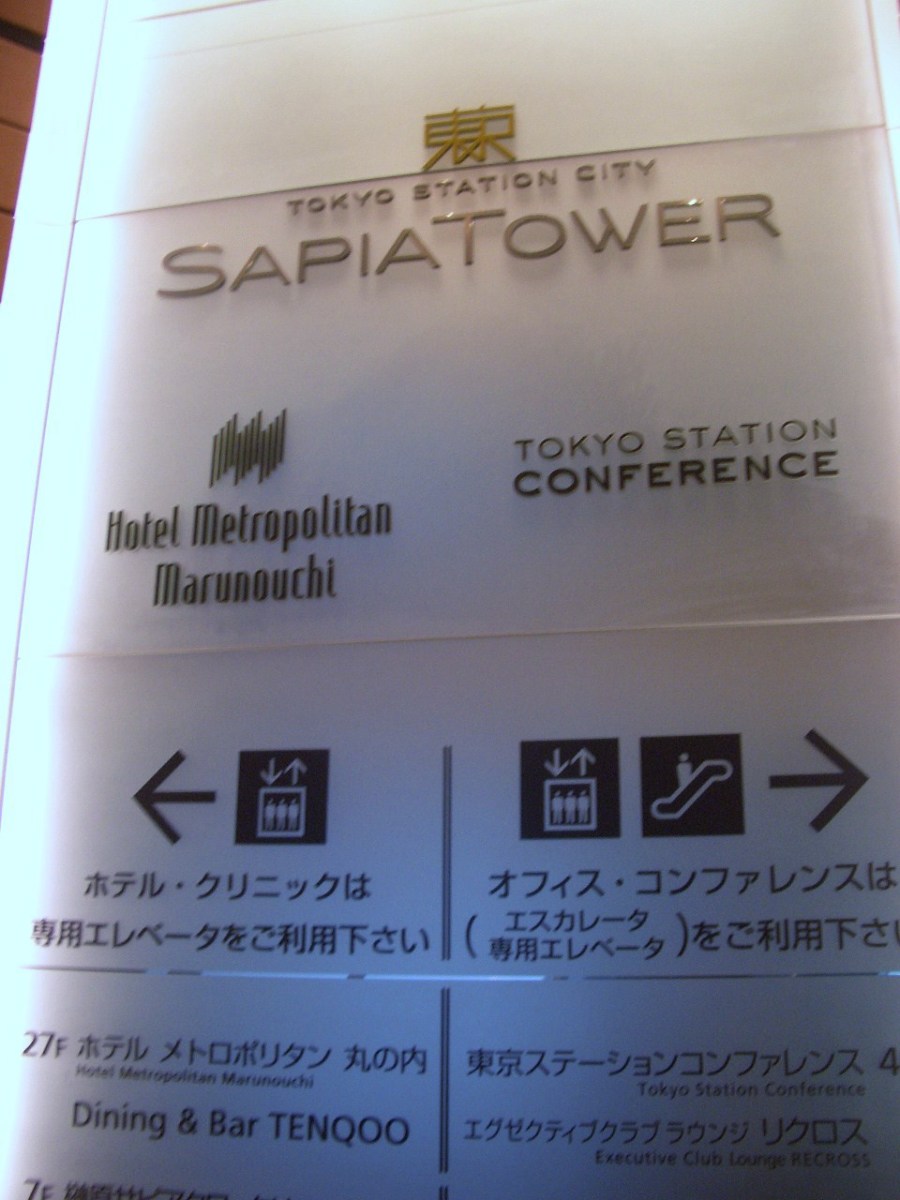 TOKYO STATION CITY
SAPIATOWER
Hotel Metropolitan
Marunouchi
TOKYO STATION
CONFERENCE
ホテル・クリニックは
専用エレベータをご利用下さい
オフィス・コンファレンスは
(エスカレータ
専用エレベータ)をご利用下さい
27F ホテル メトロポリタン 丸の内
Hotel Metropolitan Marunouchi
Dining & Bar TENQOO
7F
東京ステーションコンファレンス 4
Tokyo Station Conference
エグゼクティブクラブラウンジ リクロス
Executive Club Lounge RECROSS